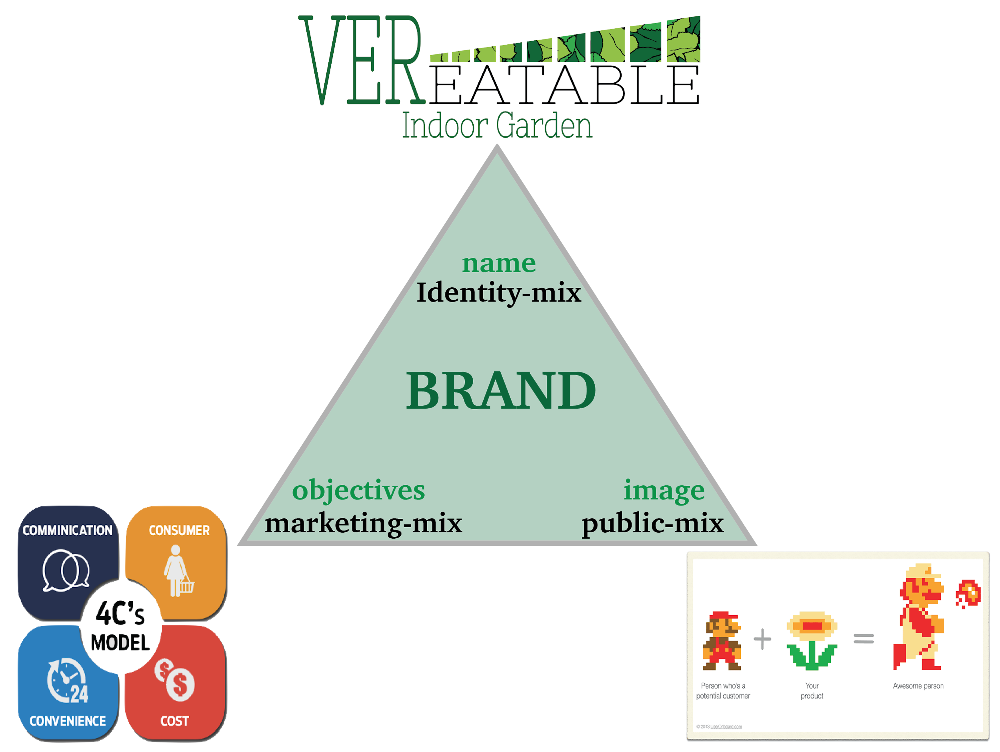 VEREATABLE
Indoor Garden
name
Identity-mix
BRAND
objectives
marketing-mix
image
public-mix
COMMINICATION
CONSUMER
4C's
MODEL
24
CONVENIENCE
COST
Person who's a
potential customer
+
Your
product
=
Awesome person
© 2013 UserOnboard.com